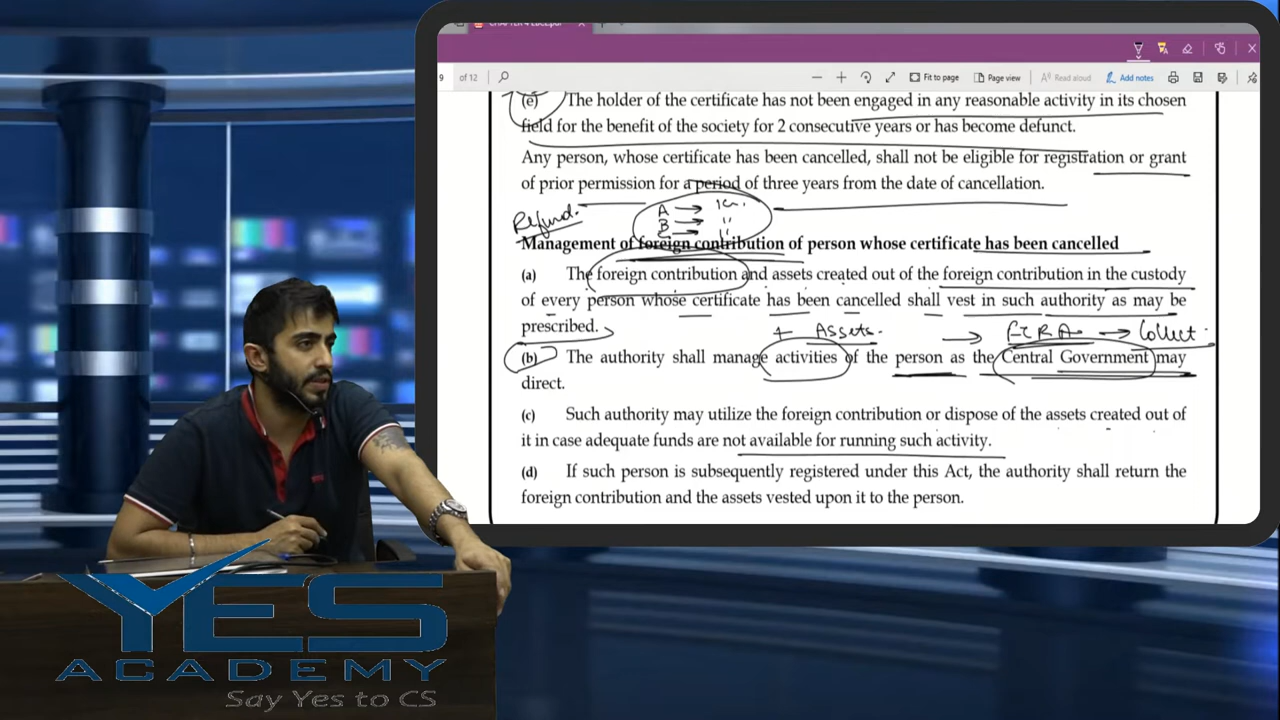 9 of 12 Fit to page Page view Read aloud Add notes
(e) The holder of the certificate has not been engaged in any reasonable activity in its chosen
field for the benefit of the society for 2 consecutive years or has become defunct.
Any person, whose certificate has been cancelled, shall not be eligible for registration or grant
of prior permission for a period of three years from the date of cancellation.
Refund.
A →
B →
Management of foreign contribution of person whose certificate has been cancelled
(a) The foreign contribution and assets created out of the foreign contribution in the custody
of every person whose certificate has been cancelled shall vest in such authority as may be
prescribed.
+ Assets. → FCRA → Collect.
(b) The authority shall manage activities of the person as the Central Government may
direct.
(c) Such authority may utilize the foreign contribution or dispose of the assets created out of
it in case adequate funds are not available for running such activity.
(d) If such person is subsequently registered under this Act, the authority shall return the
foreign contribution and the assets vested upon it to the person.
YES
ACADEMY
Say Yes to CS